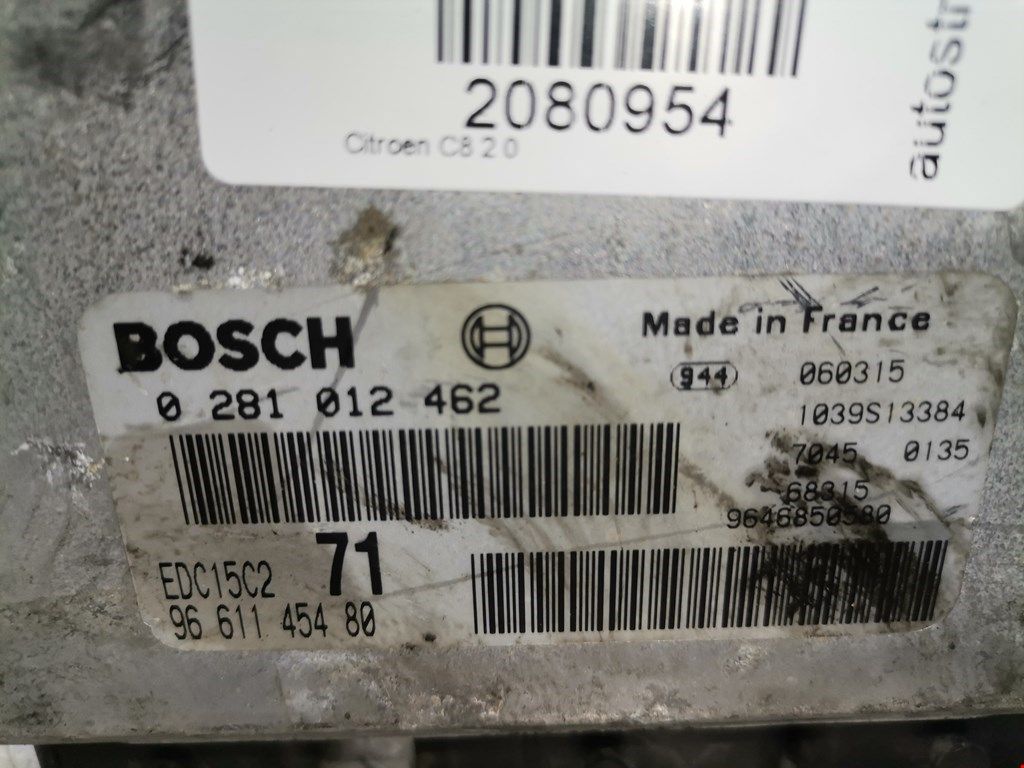 2080954
Citroen C8 2 0
autostr
BOSCH
Made in France
0 281 012 462
944 060315
1039S13384
7045 0135
68315
9646850580
71
EDC15C2
96 611 454 80